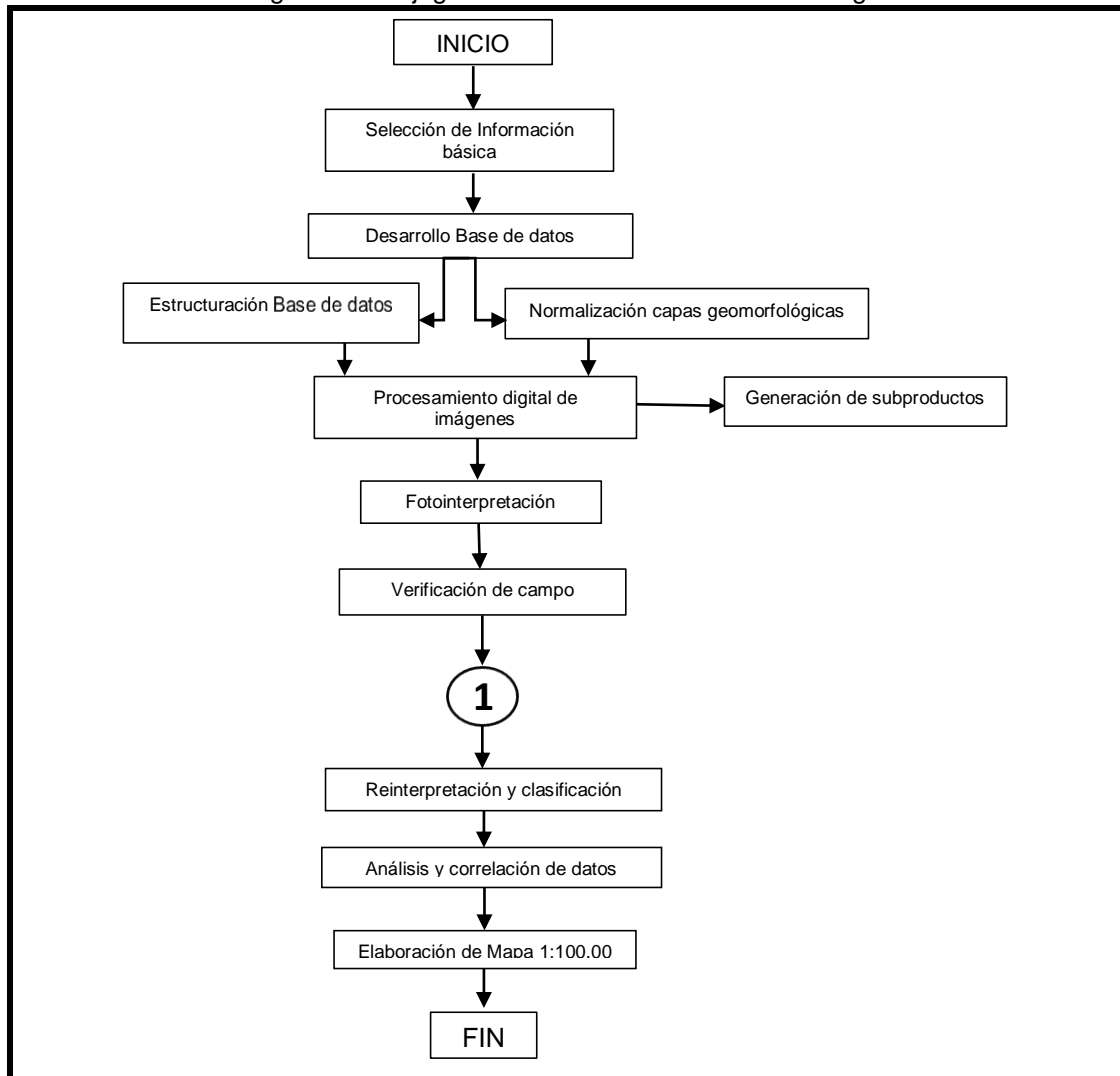 INICIO
Selección de Información
básica
Desarrollo Base de datos
Estructuración Base de datos
Normalización capas geomorfológicas
Procesamiento digital de
imágenes
Generación de subproductos
Fotointerpretación
Verificación de campo
1
Reinterpretación y clasificación
Análisis y correlación de datos
Elaboración de Mapa 1:100.00
FIN